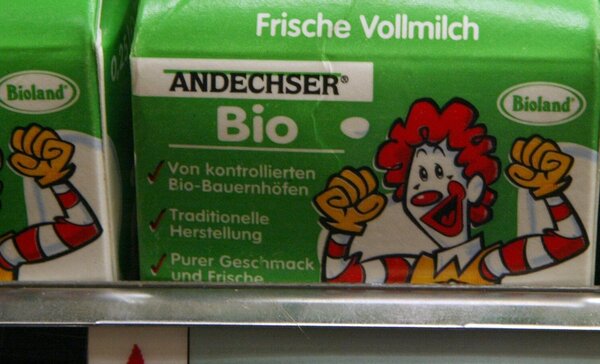 Frische Vollmilch
ANDECHSER®
Bio
Von kontrollierten
Bio-Bauernhöfen
Traditionelle
Herstellung
Purer Geschmack
und Frische
Bioland®
Bioland®